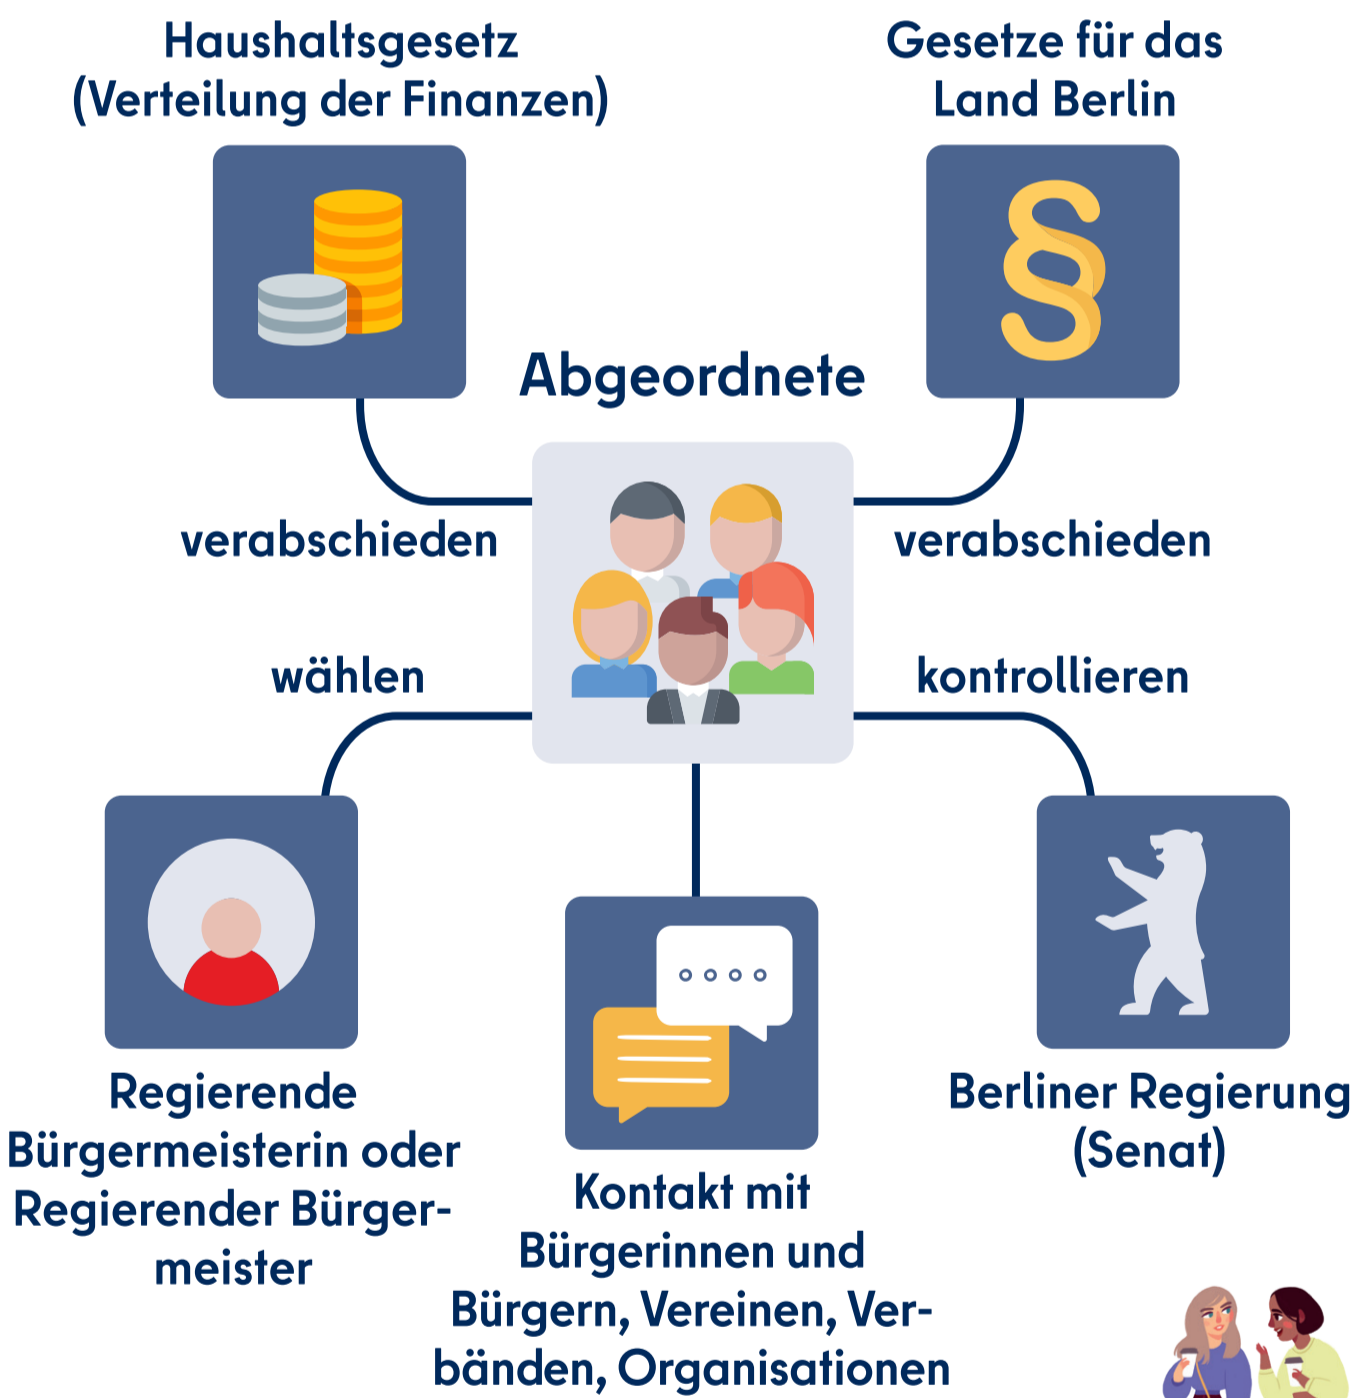 Haushaltsgesetz
(Verteilung der Finanzen)
Gesetze für das
Land Berlin
Abgeordnete
verabschieden
verabschieden
wählen
kontrollieren
Regierende
Bürgermeisterin oder
Regierender Bürger-
meister
Kontakt mit
Bürgerinnen und
Bürgern, Vereinen, Ver-
bänden, Organisationen
Berliner Regierung
(Senat)